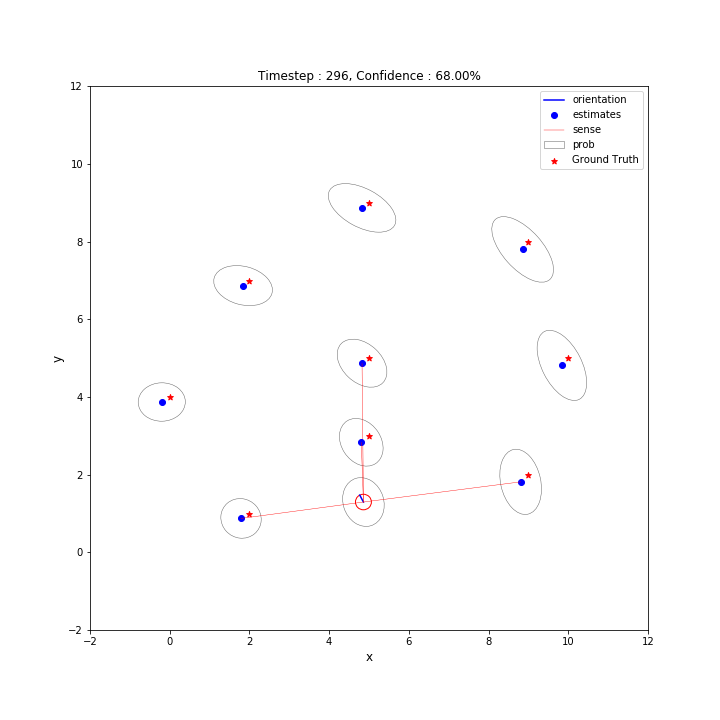 Timestep : 296, Confidence : 68.00%
12
10
8
6
4
2
0
−2
y
−2 0 2 4 6 8 10 12
x
orientation
estimates
sense
prob
Ground Truth